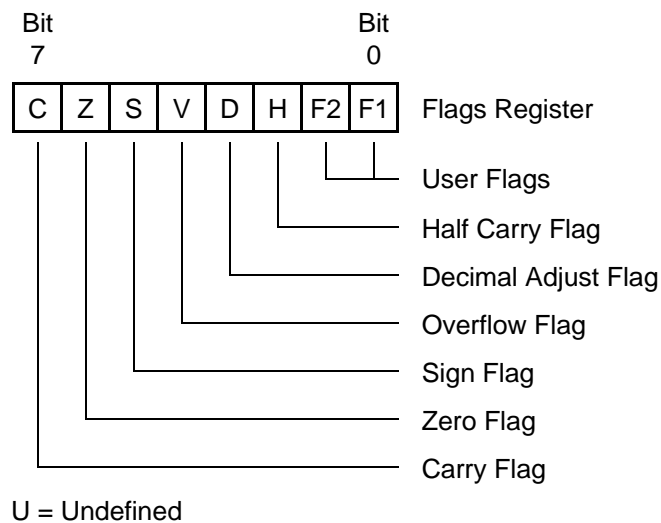 Bit Bit
7 0
C Z S V D H F2 F1 Flags Register
User Flags
Half Carry Flag
Decimal Adjust Flag
Overflow Flag
Sign Flag
Zero Flag
Carry Flag
U = Undefined